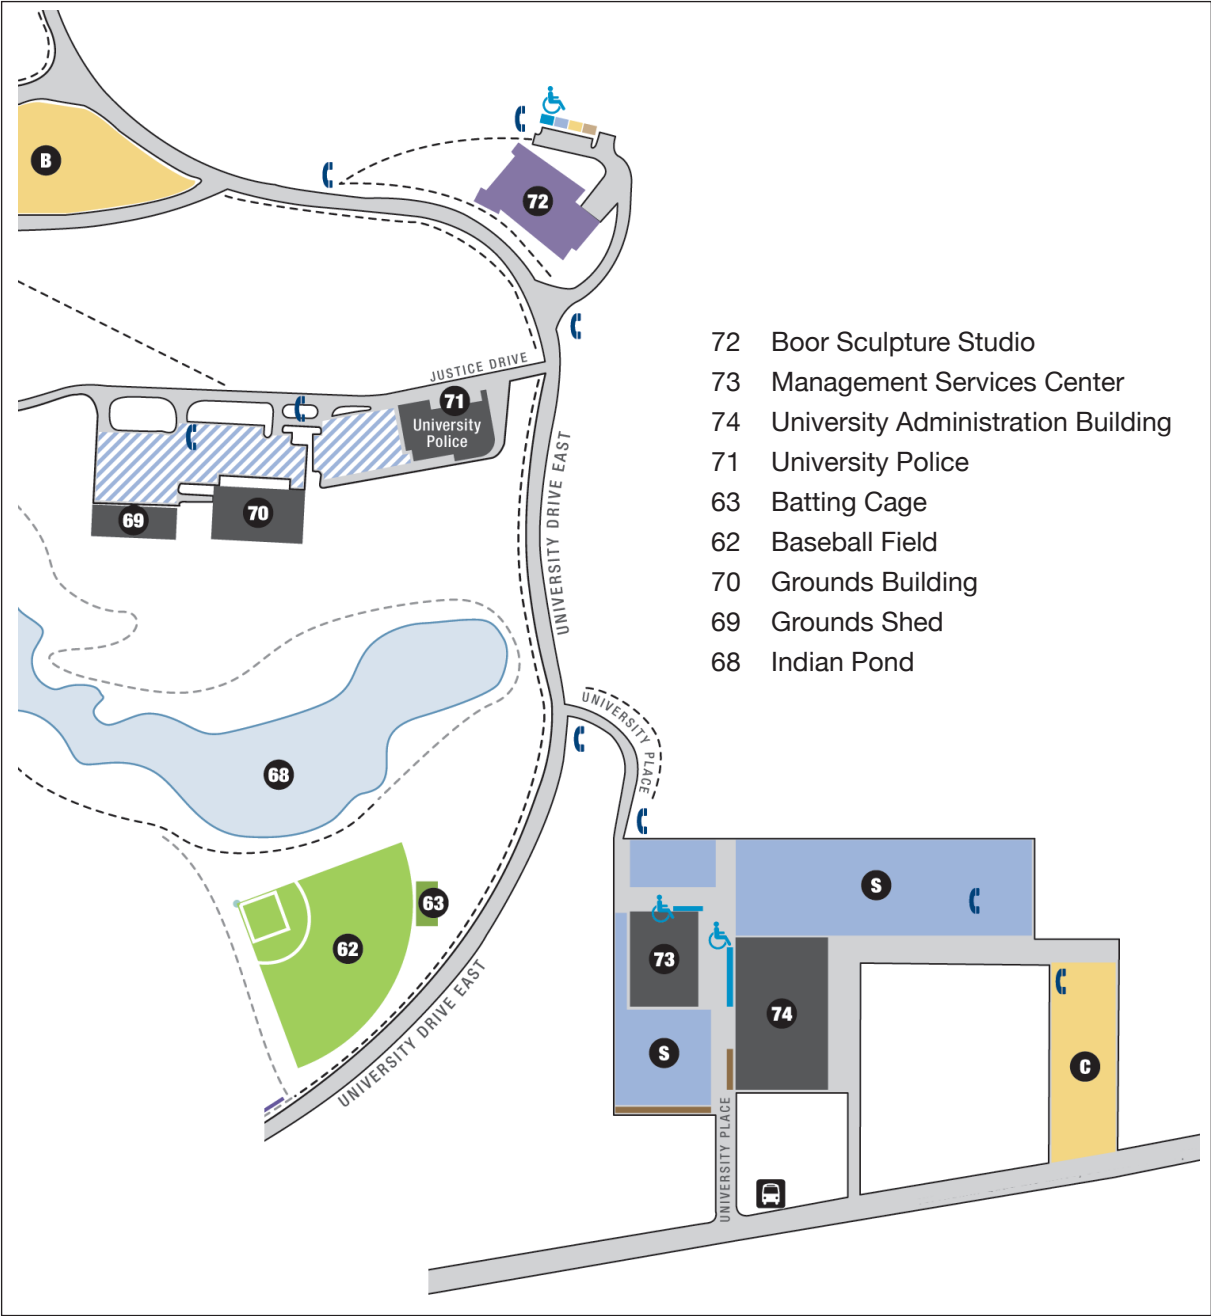 B
72
JUSTICE DRIVE
71
University
Police
69
70
UNIVERSITY DRIVE EAST
72 Boor Sculpture Studio
73 Management Services Center
74 University Administration Building
71 University Police
63 Batting Cage
62 Baseball Field
70 Grounds Building
69 Grounds Shed
68 Indian Pond
UNIVERSITY PLACE
68
S
63
62
73
74
UNIVERSITY DRIVE EAST
S
C
UNIVERSITY PLACE